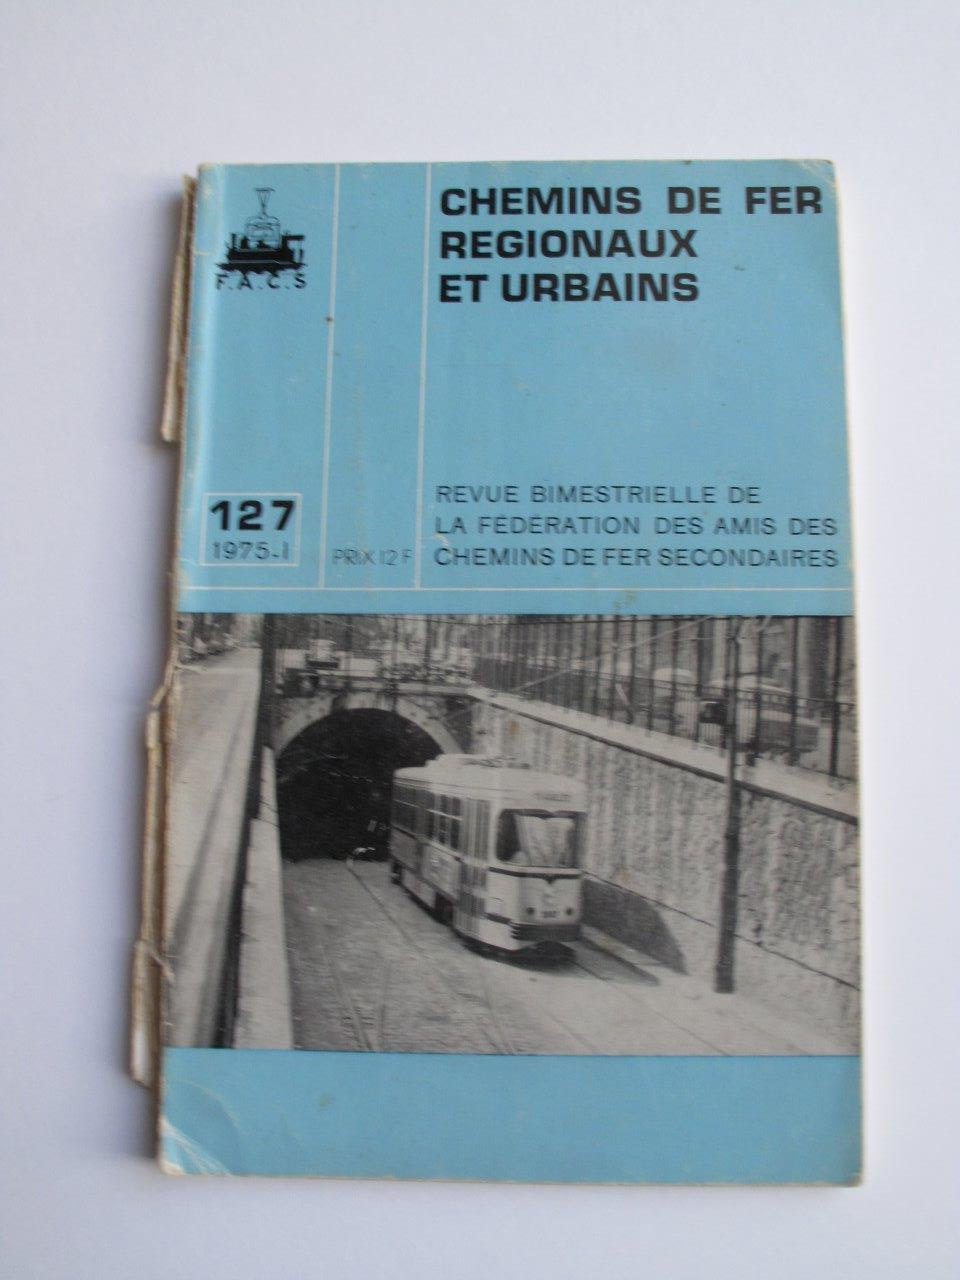 CHEMINS DE FER
REGIONAUX
ET URBAINS
F.A.C.S
REVUE BIMESTRIELLE DE
LA FÉDÉRATION DES AMIS DES
CHEMINS DE FER SECONDAIRES
127
1975-I
PRIX 12 F